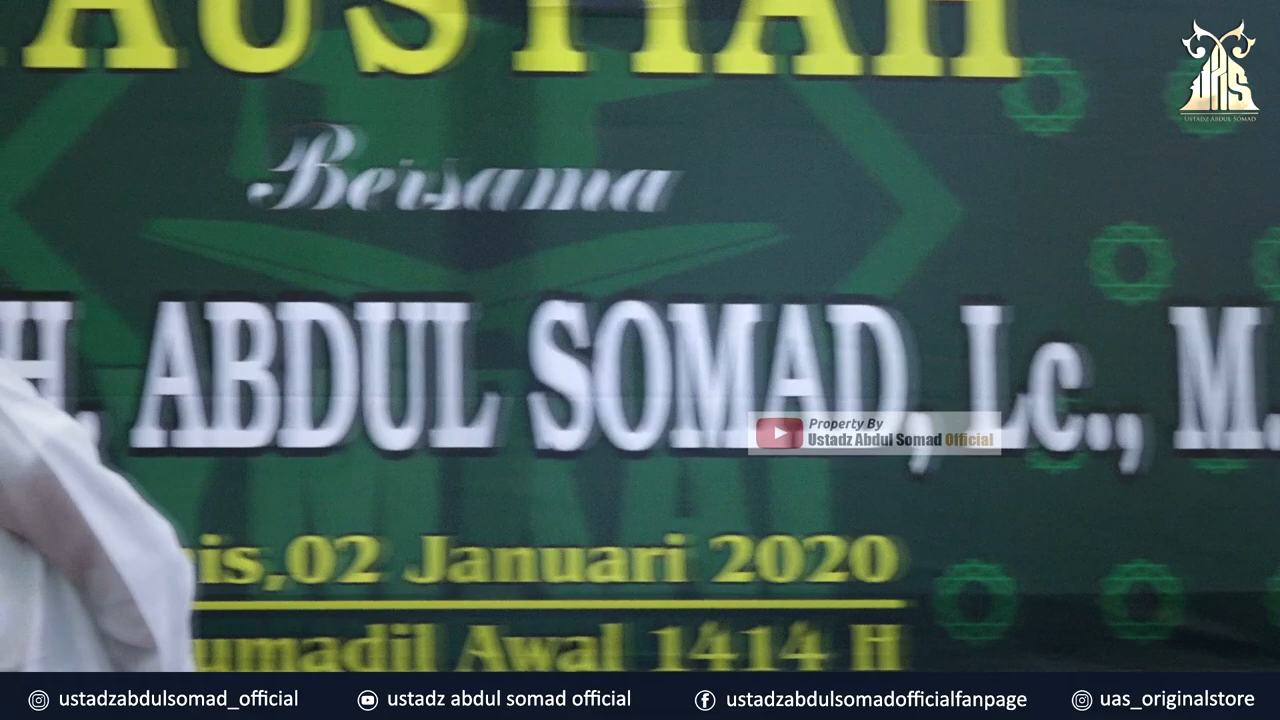 AUSIYAH
UAS
USTADZ ABDUL SOMAD
Bersama
H. ABDUL SOMAD, Lc., M.
Property By
Ustadz Abdul Somad Official
is,02 Januari 2020
umadil Awal 1414 H
ustadzabdulsomad_official
ustadz abdul somad official
ustadzabdulsomadofficialfanpage
uas_originalstore